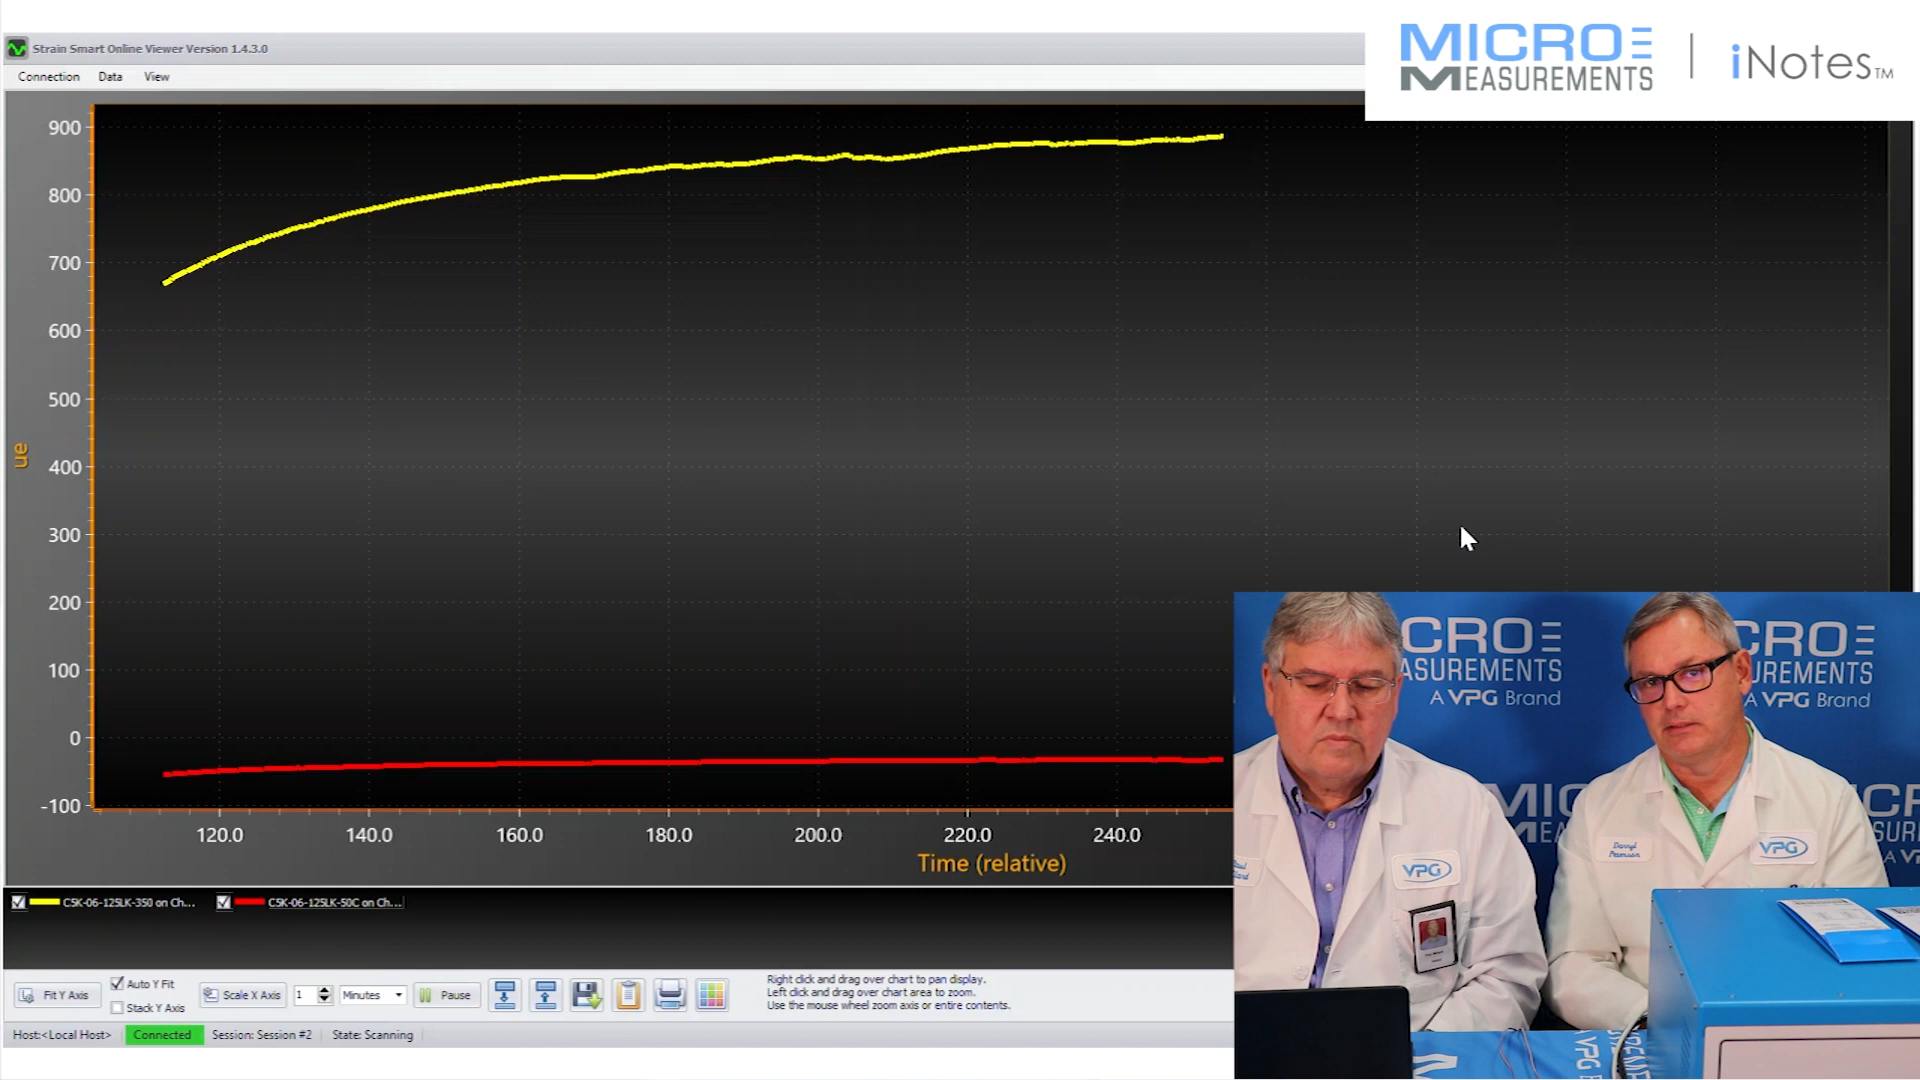 Strain Smart Online Viewer Version 1.4.3.0
MICRO
MEASUREMENTS
iNotes™
Connection Data View
900
800
700
600
500
400
300
200
100
0
-100
ue
120.0 140.0 160.0 180.0 200.0 220.0 240.0
Time (relative)
C5K-06-125LK-350 on Ch...
C5K-06-125LK-50C on Ch...
Fit Y Axis
Auto Y Fit
Stack Y Axis
Scale X Axis
1
Minutes
Pause
Right click and drag over chart to pan display.
Left click and drag over chart area to zoom.
Use the mouse wheel zoom axis or entire contents.
Host:<Local Host> Connected Session: Session #2 State: Scanning
CRO
ASUREMENTS
A VPG Brand
CRO
UREMENTS
A VPG Brand
VPG
Darryl
Peterson
VPG